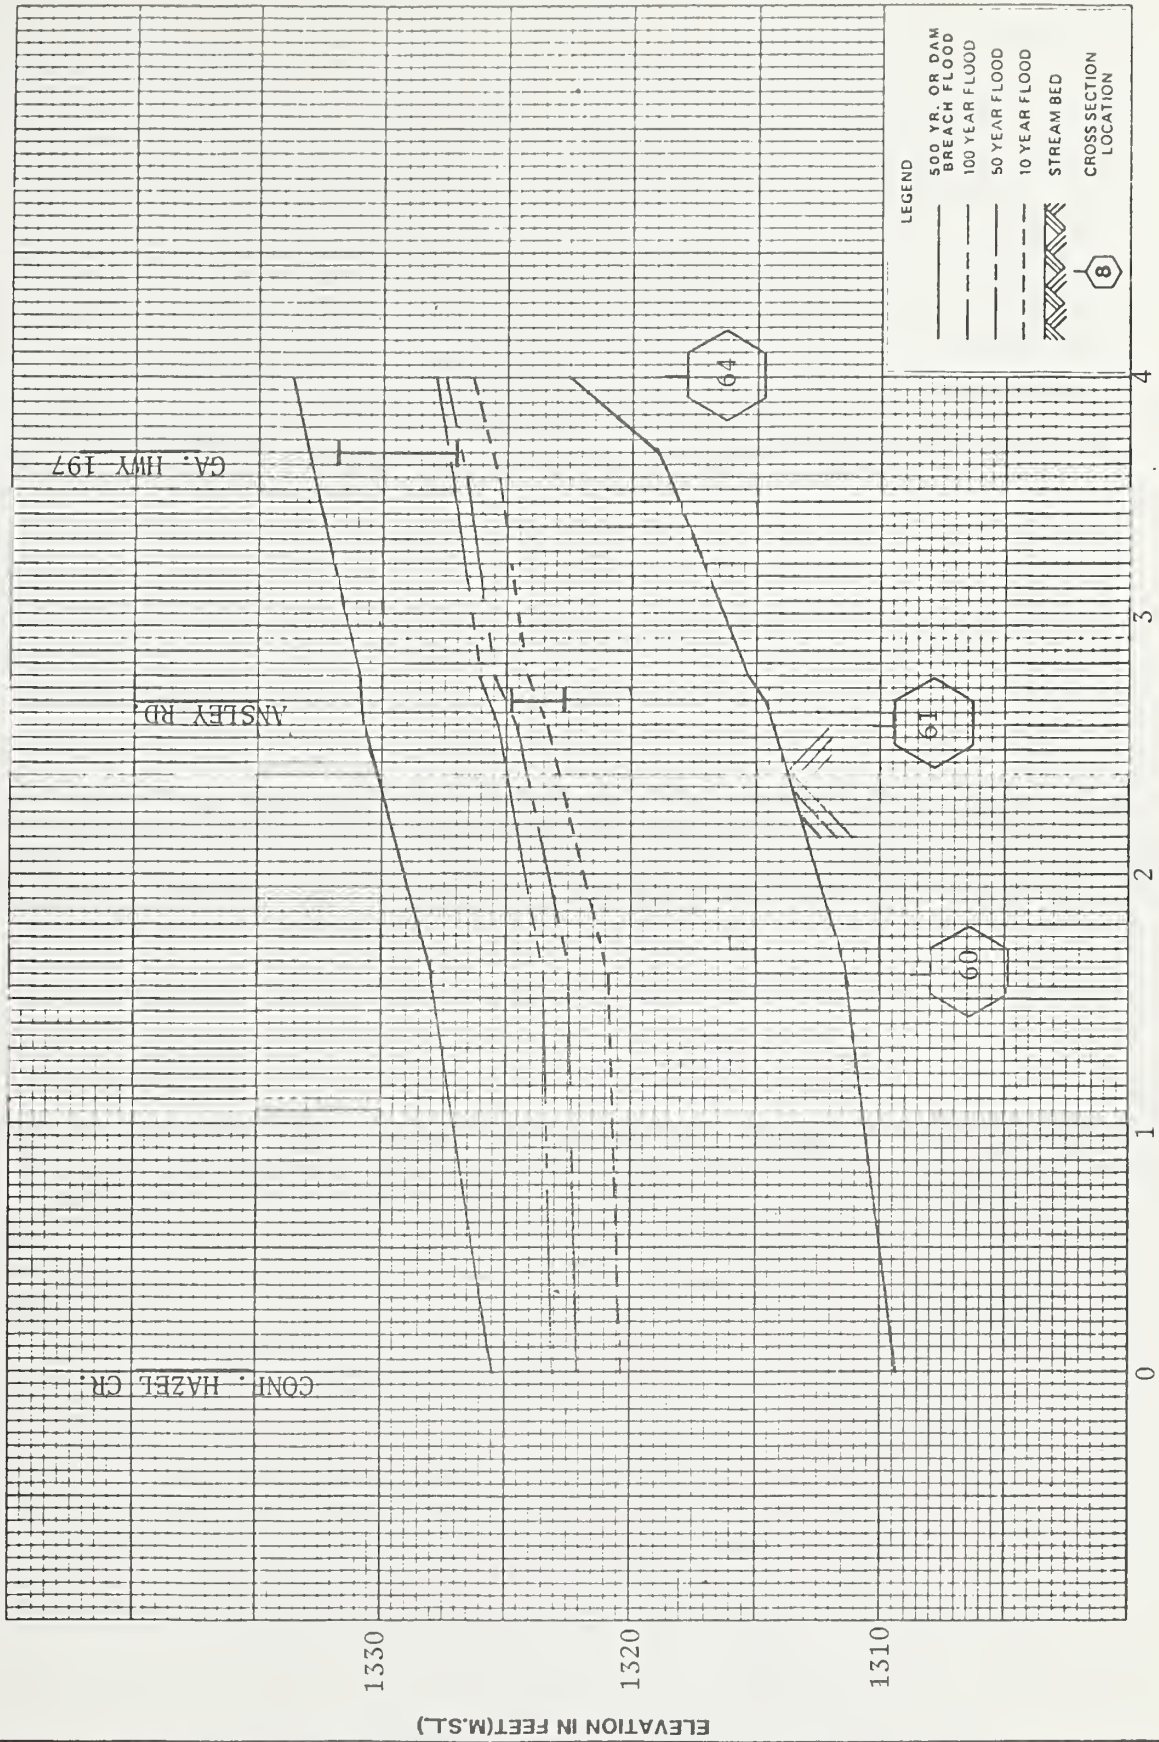 ELEVATION IN FEET(M.S.L.)
1330
1320
1310
CONF. HAZEL CR.
ANSLEY RD.
GA. HWY 197
60
61
64
0
1
2
3
4
LEGEND
500 YR. OR DAM
BREACH FLOOD
100 YEAR FLOOD
50 YEAR FLOOD
10 YEAR FLOOD
STREAM BED
8
CROSS SECTION
LOCATION